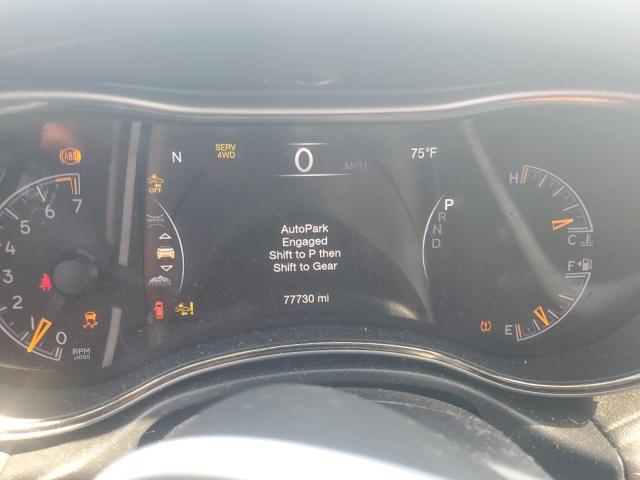 ABS
N
SERV
4WD
0
MPH
75°F
OFF
P
R
N
D
H
C
F
E
7
6
5
4
3
2
0
RPM
x1000
AutoPark
Engaged
Shift to P then
Shift to Gear
77730 mi